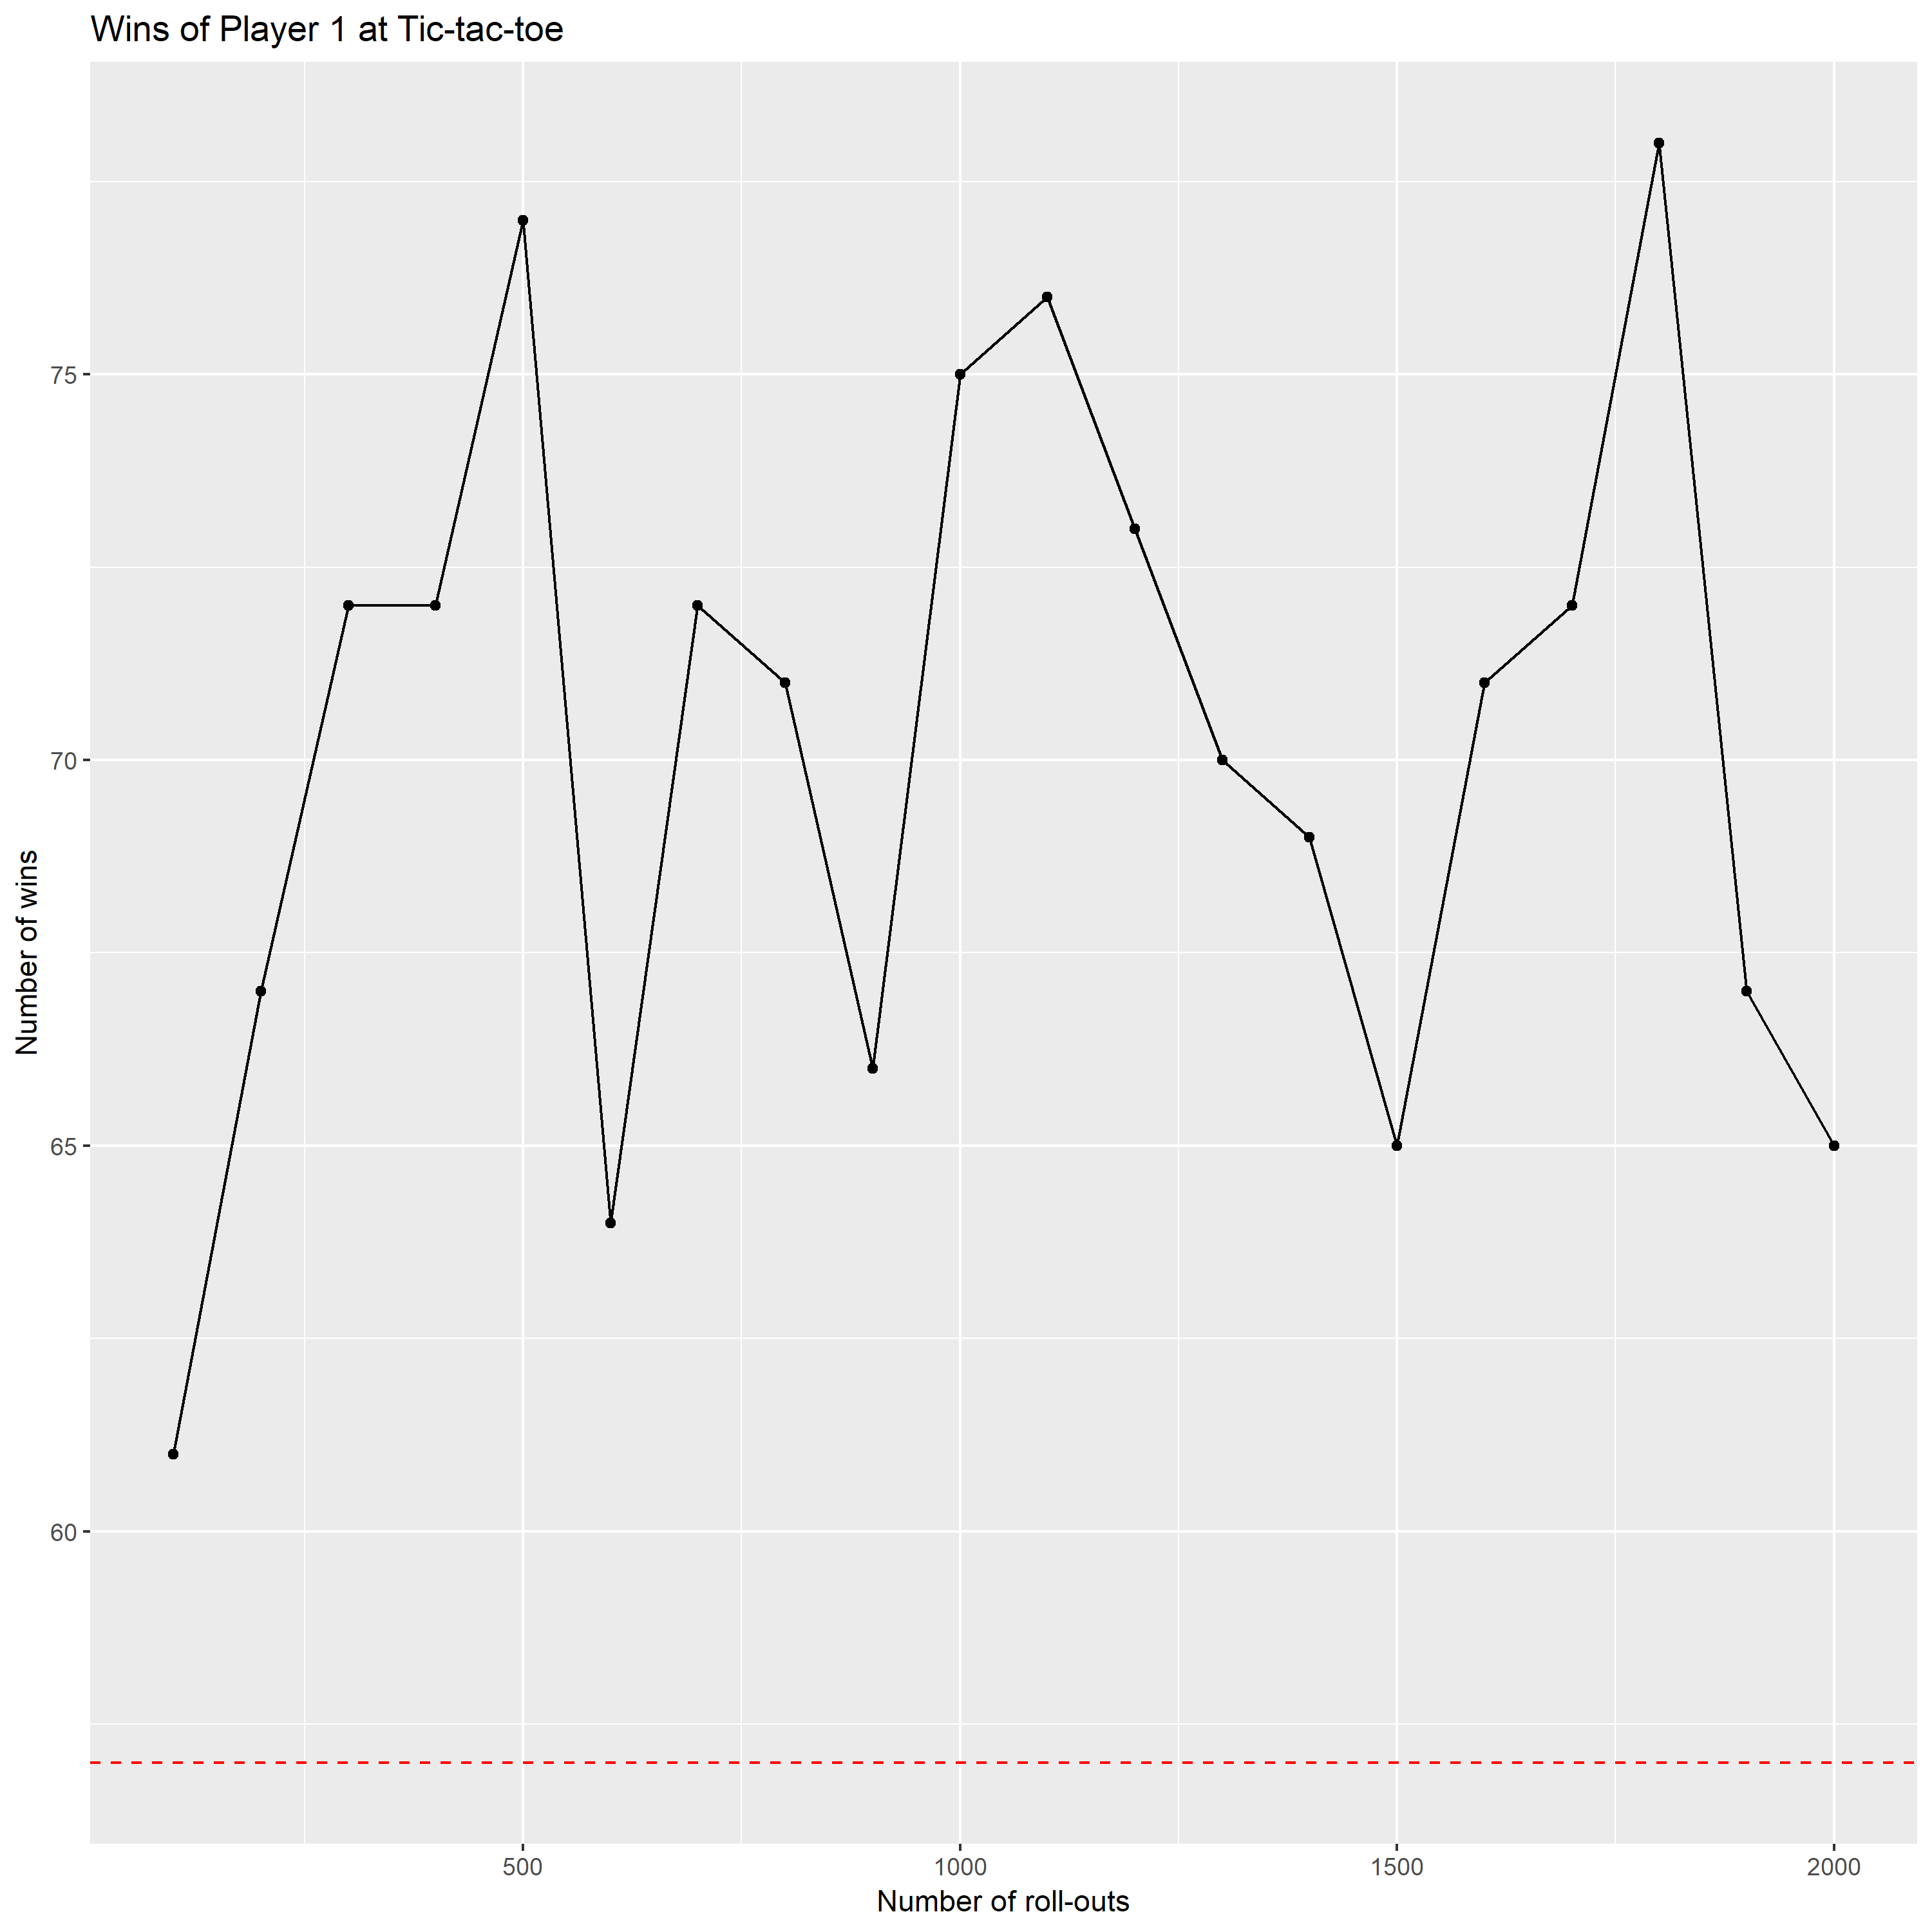 Wins of Player 1 at Tic-tac-toe
Number of wins
75
70
65
60
500 1000 1500 2000
Number of roll-outs